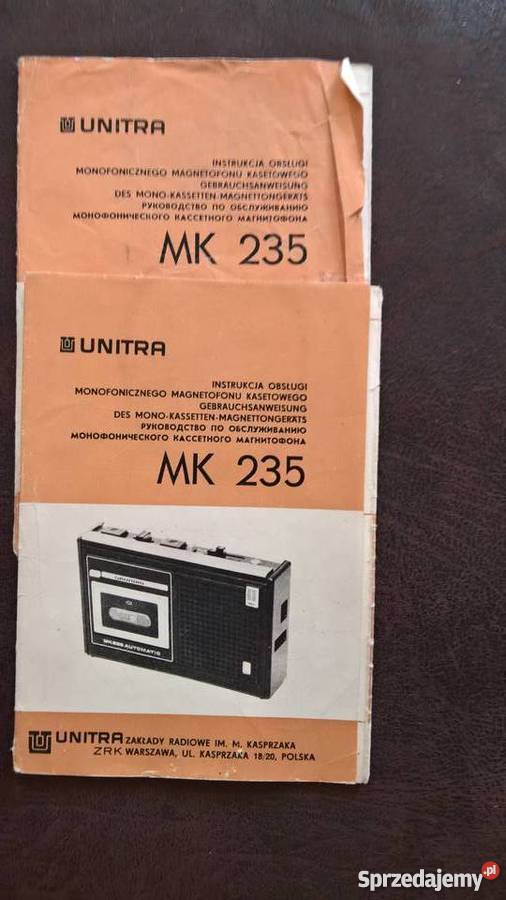 UNITRA
INSTRUKCJA OBSŁUGI
MONOFONICZNEGO MAGNETOFONU KASETOWEGO
GEBRAUCHSANWEISUNG
DES MONO-KASSETTEN-MAGNETTONGERÄTS
РУКОВОДСТВО ПО ОБСЛУЖИВАНИЮ
МОНОФОНИЧЕСКОГО КАССЕТНОГО МАГНИТОФОНА
MK 235
UNITRA
INSTRUKCJA OBSŁUGI
MONOFONICZNEGO MAGNETOFONU KASETOWEGO
GEBRAUCHSANWEISUNG
DES MONO-KASSETTEN-MAGNETTONGERÄTS
РУКОВОДСТВО ПО ОБСЛУЖИВАНИЮ
МОНОФОНИЧЕСКОГО КАССЕТНОГО МАГНИТОФОНА
MK 235
GRUNDIG
MK235 AUTOMATIC
UNITRA ZAKŁADY RADIOWE IM. M. KASPRZAKA
ZRK WARSZAWA, UL. KASPRZAKA 18/20, POLSKA
Sprzedajemy.pl